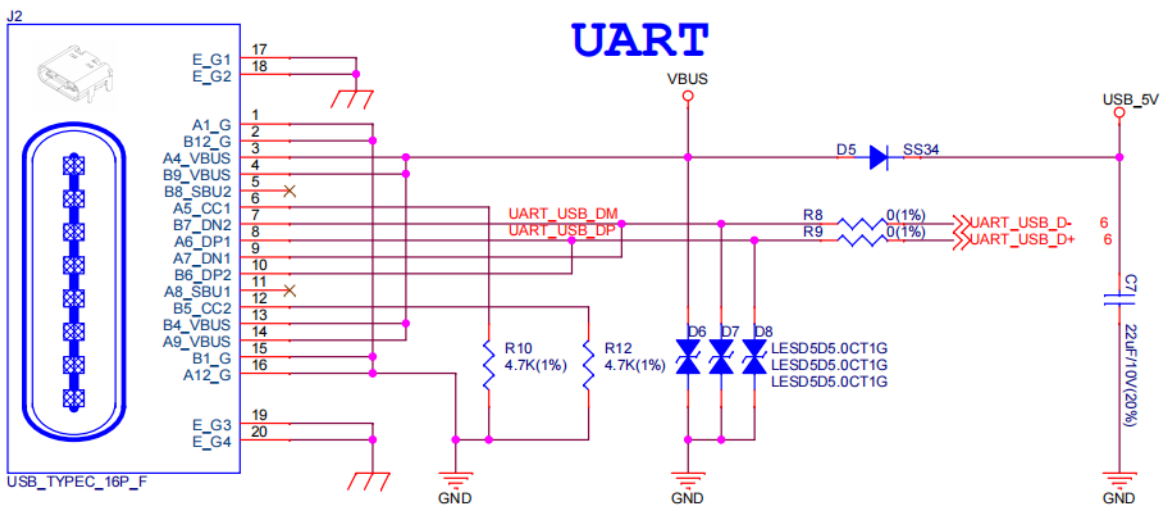 J2
UART
E_G1 17
E_G2 18
VBUS
USB_5V
A1_G 1
B12_G 2
A4_VBUS 3
D5 SS34
B9_VBUS 4
B8_SBU2 5
A5_CC1 6
B7_DN2 7 UART_USB_DM R8 0(1%) UART_USB_D- 6
A6_DP1 8 UART_USB_DP R9 0(1%) UART_USB_D+ 6
A7_DN1 9
B6_DP2 10
A8_SBU1 11
B5_CC2 12
C7
B4_VBUS 13
A9_VBUS 14
B1_G 15
A12_G 16
R10
4.7K(1%)
R12
4.7K(1%)
D6 D7 D8
LESD5D5.0CT1G
LESD5D5.0CT1G
LESD5D5.0CT1G
22uF/10V(20%)
E_G3 19
E_G4 20
USB_TYPEC_16P_F
GND
GND
GND